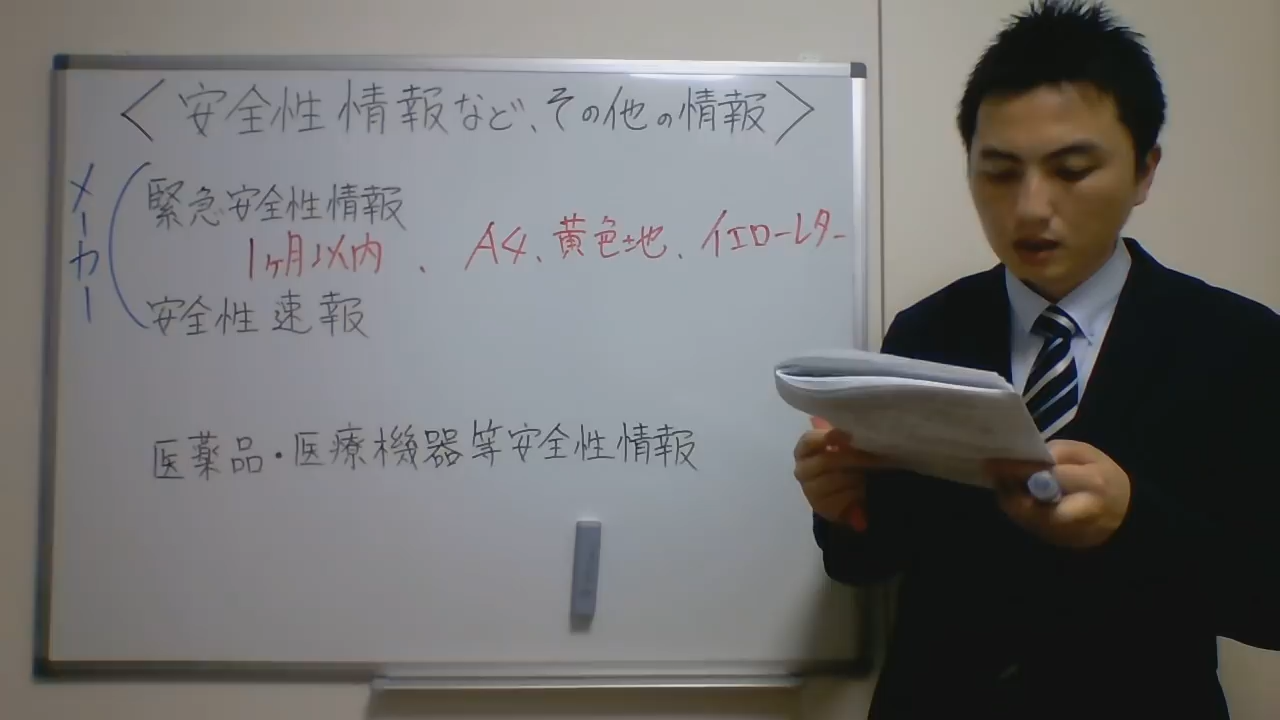 <安全性情報など、その他の情報>
メーカー
緊急安全性情報
1ヶ月以内、A4、黄色地、イエローレター
安全性速報
医薬品・医療機器等安全性情報